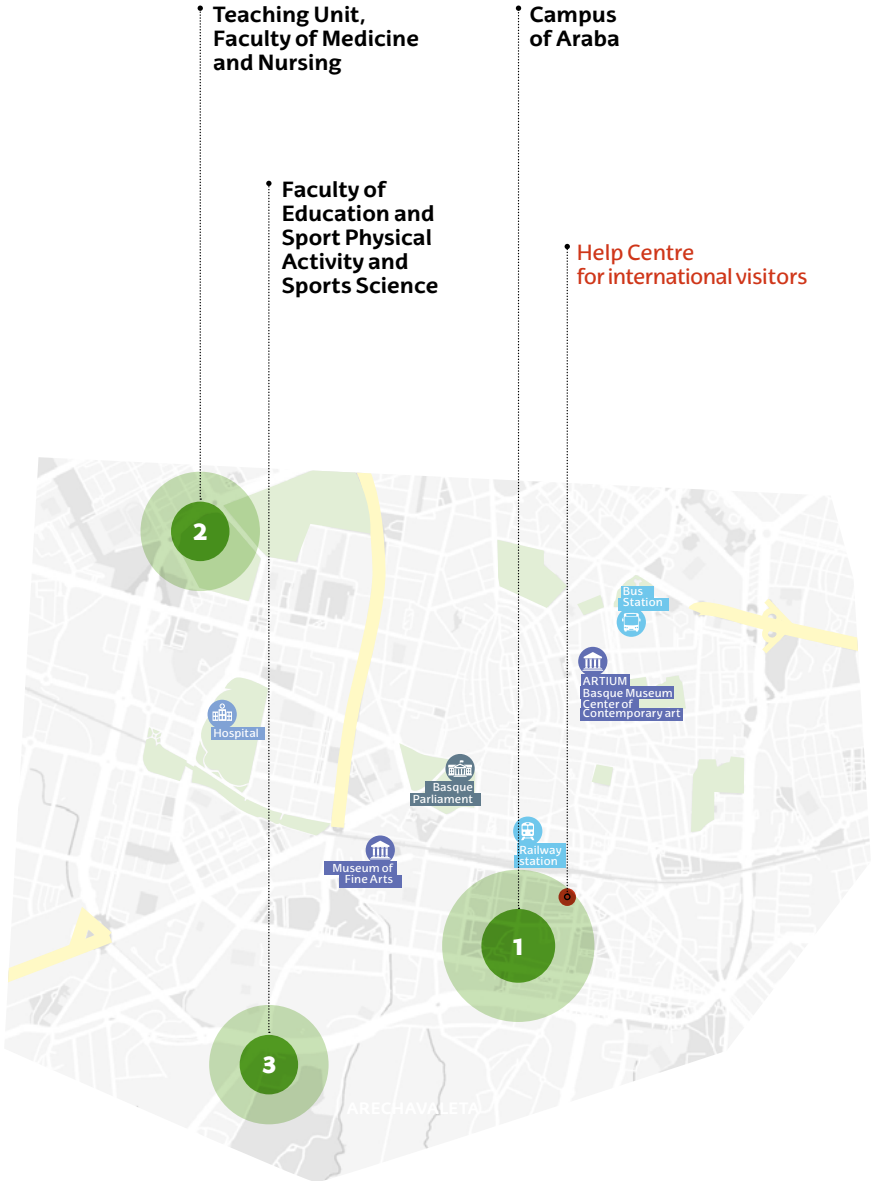 Teaching Unit,
Faculty of Medicine
and Nursing
Campus
of Araba
Faculty of
Education and
Sport Physical
Activity and
Sports Science
Help Centre
for international visitors
2
Bus
Station
ARTIUM
Basque Museum
Center of
Contemporary art
Hospital
Basque
Parliament
Railway
station
Museum of
Fine Arts
1
3
ARECHAVALETA